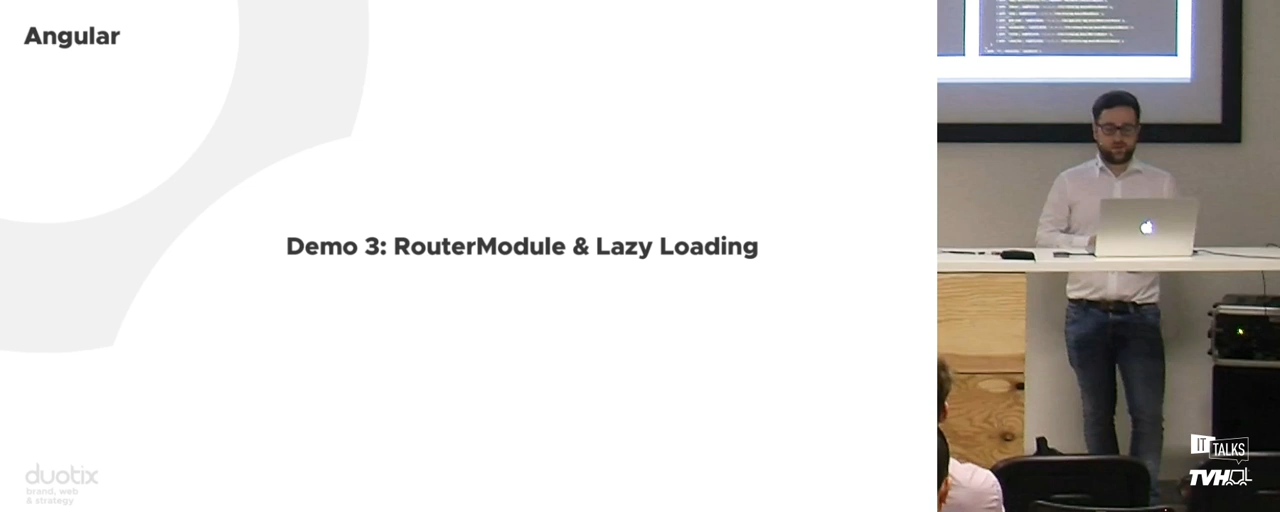 Angular
Demo 3: RouterModule & Lazy Loading
duotix
brand, web
& strategy
IT
TALKS
TVH